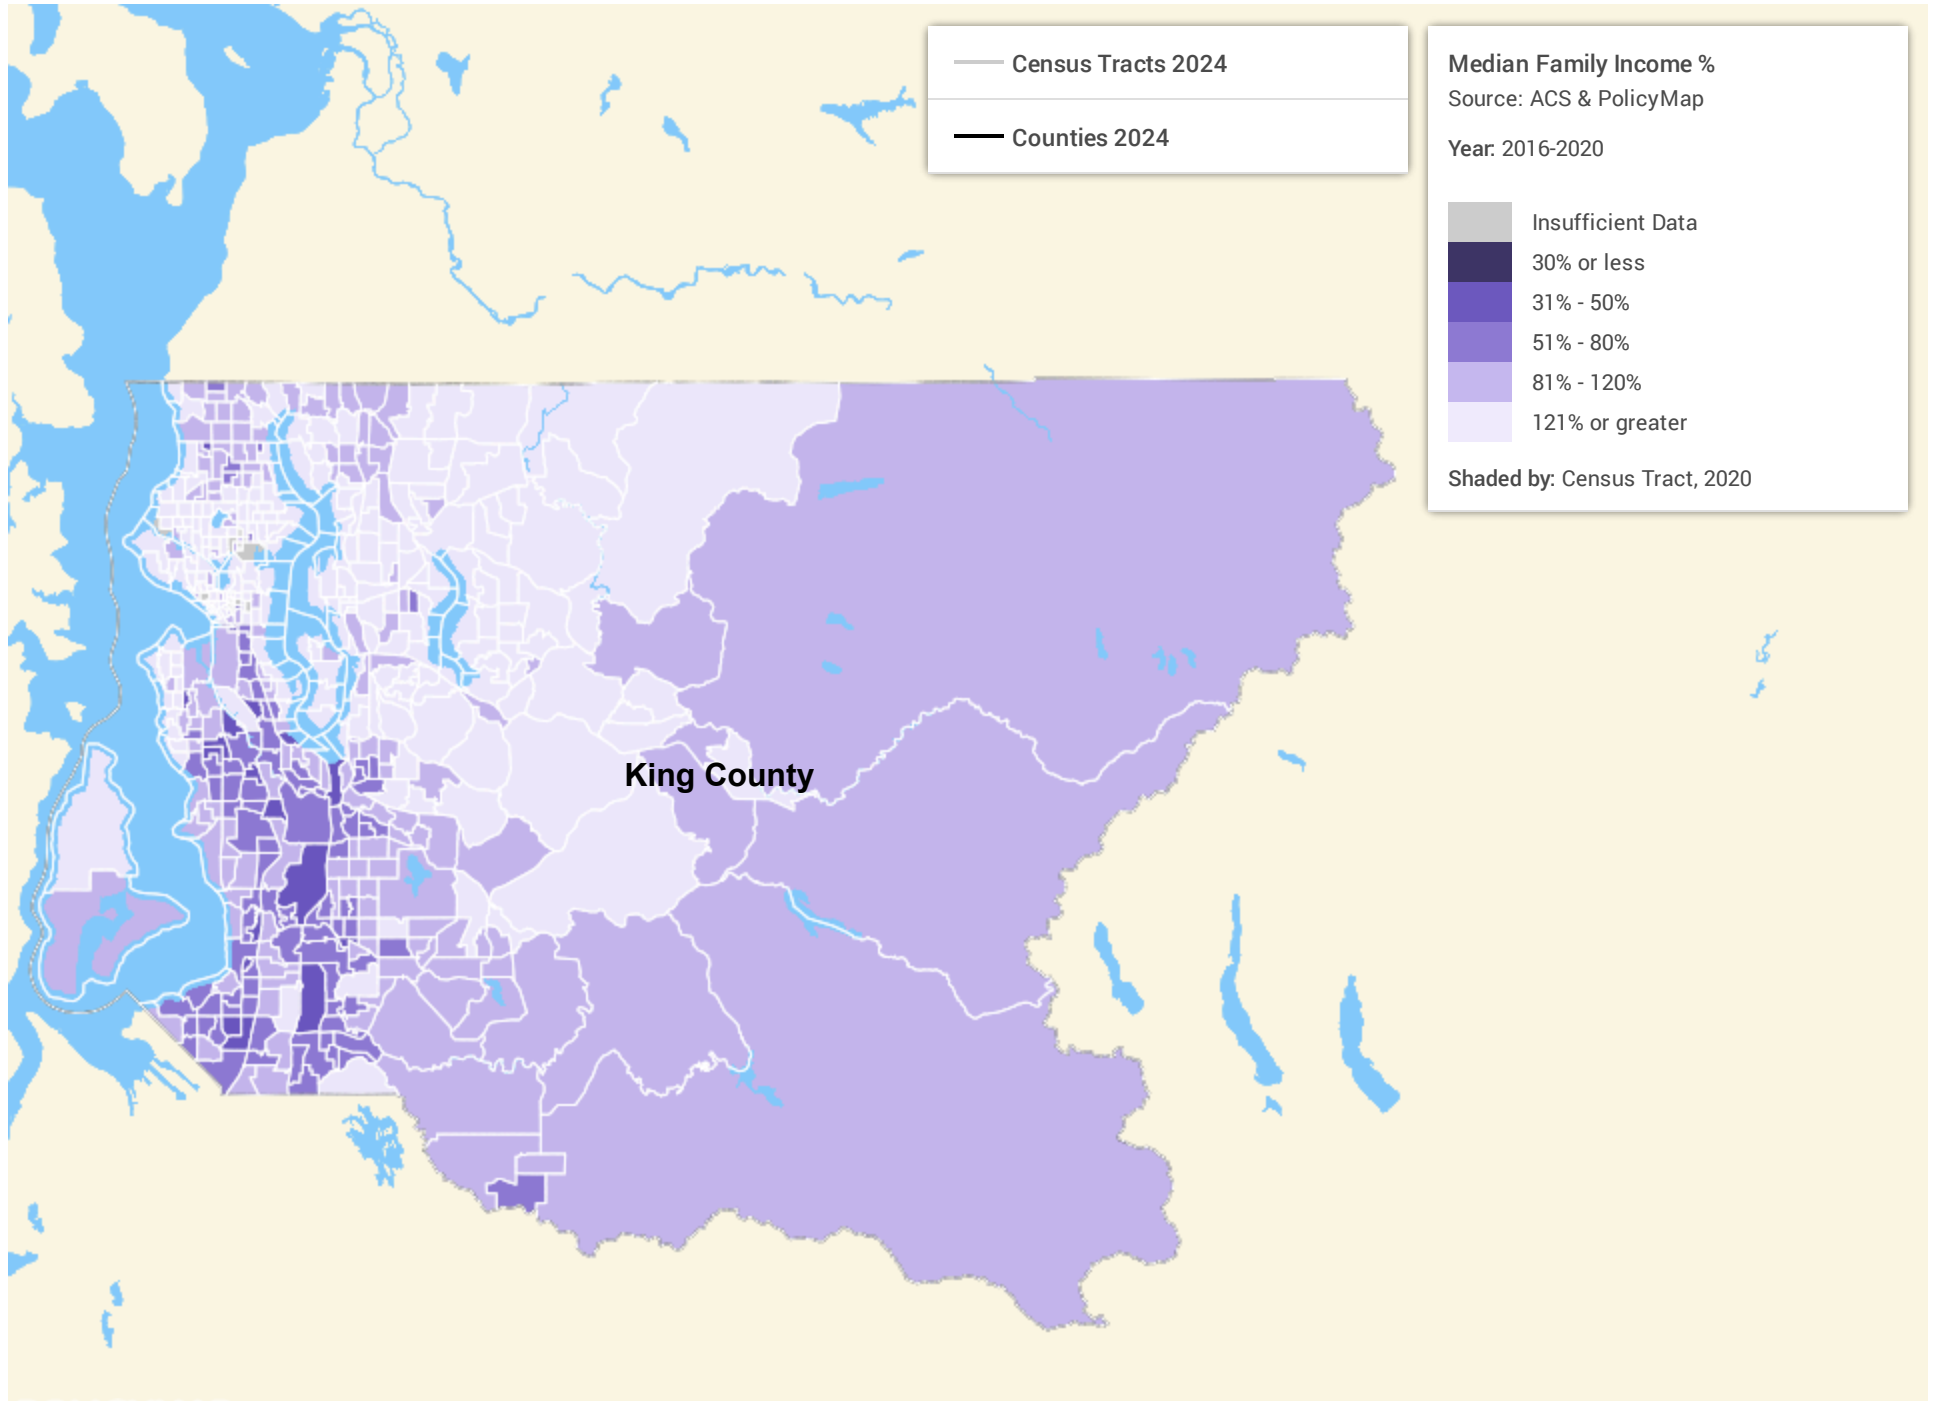 Census Tracts 2024
Counties 2024
Median Family Income %
Source: ACS & PolicyMap
Year: 2016-2020
Insufficient Data
30% or less
31% - 50%
51% - 80%
81% - 120%
121% or greater
Shaded by: Census Tract, 2020
King County